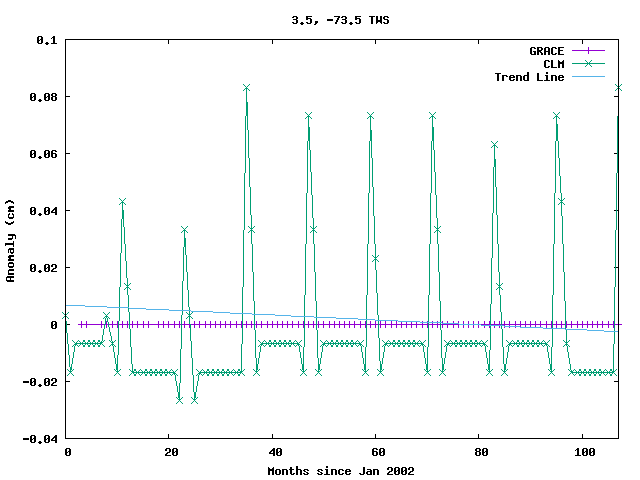 3.5, -73.5 TWS
GRACE
CLM
Trend Line
0.1
0.08
0.06
0.04
0.02
0
-0.02
-0.04
Anomaly (cm)
0 20 40 60 80 100
Months since Jan 2002